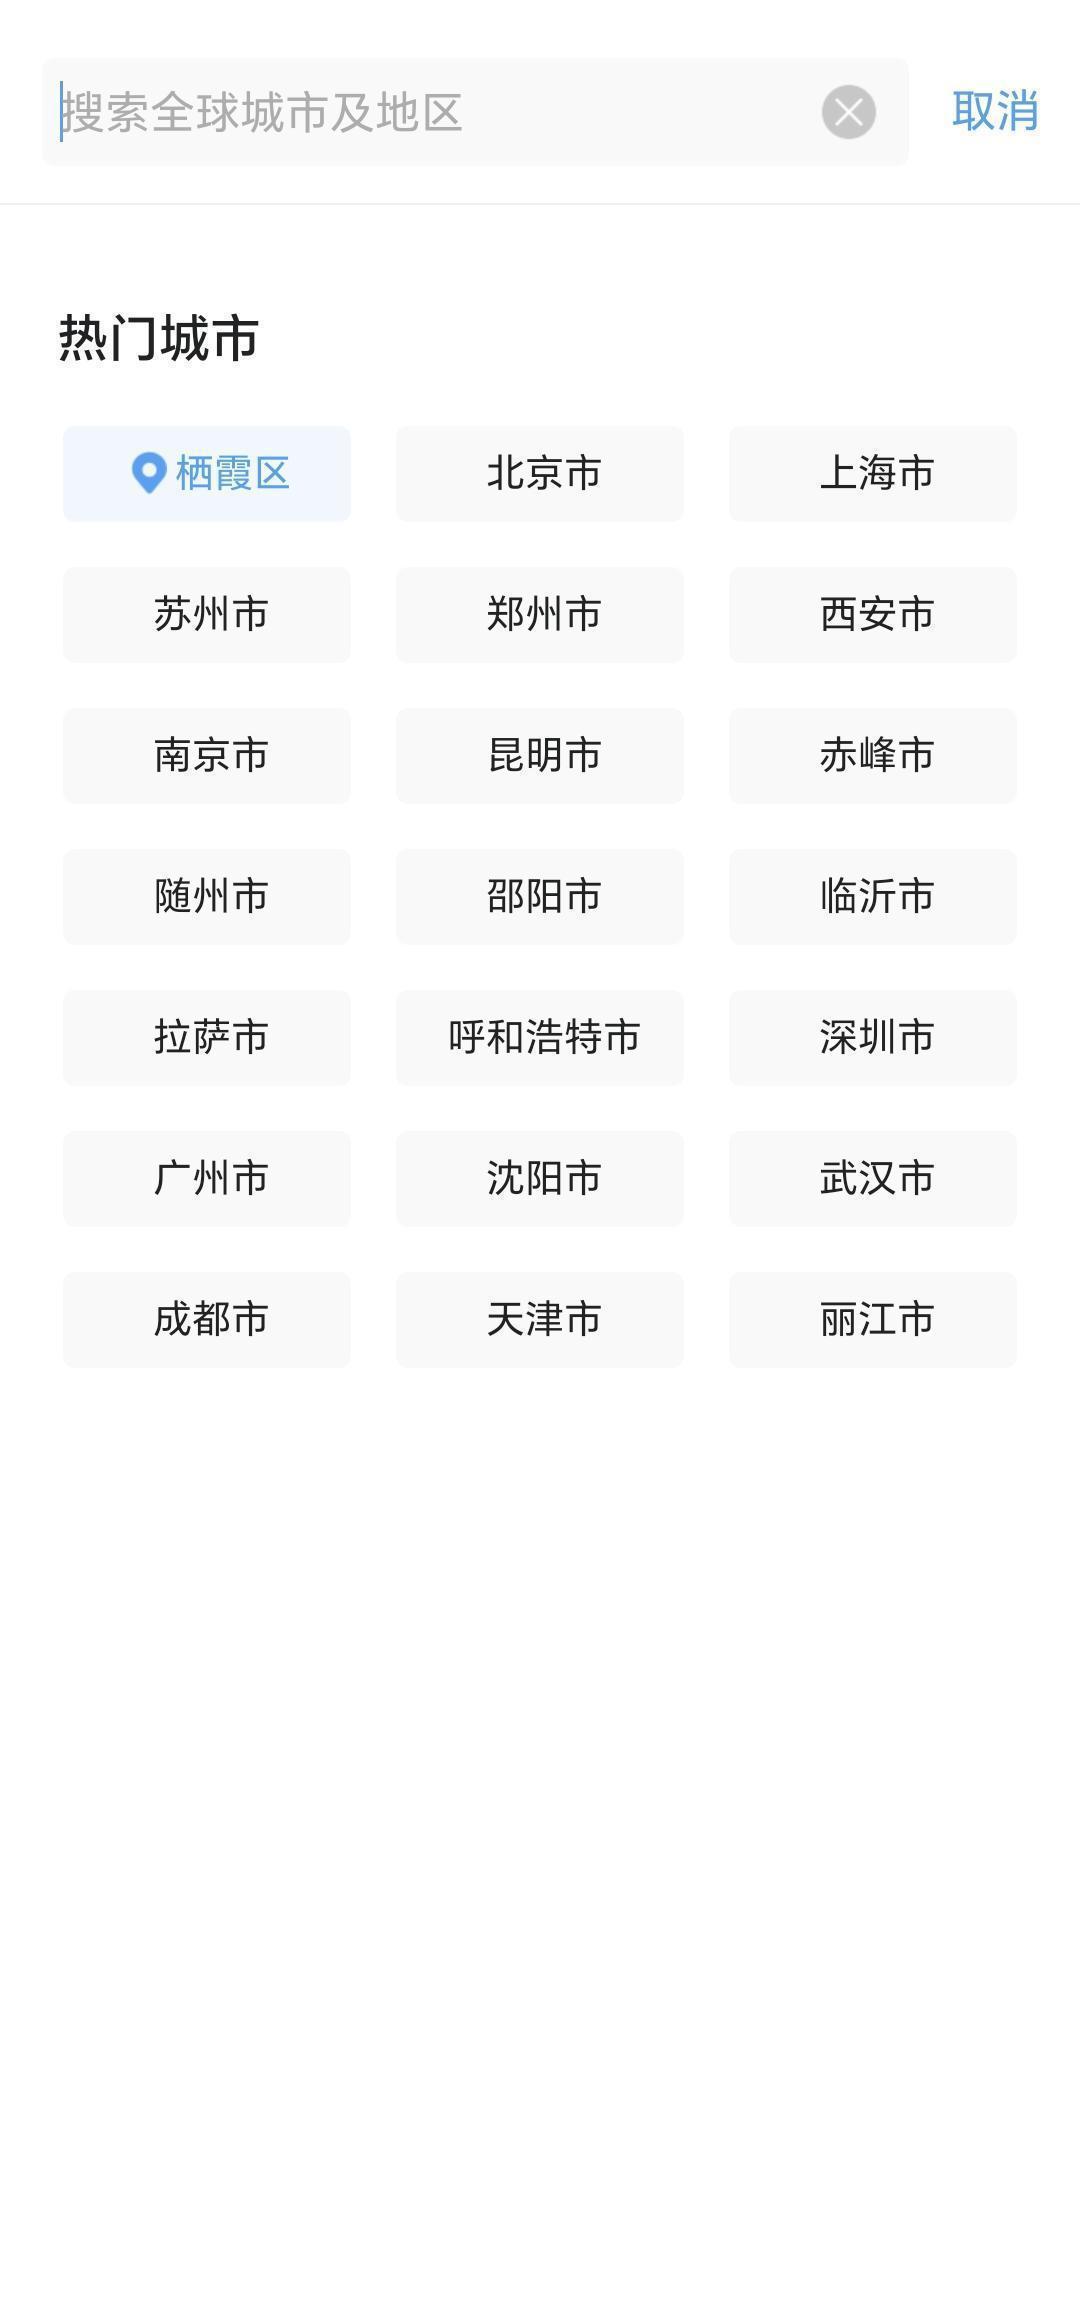 搜索全球城市及地区 取消
热门城市
栖霞区 北京市 上海市
苏州市 郑州市 西安市
南京市 昆明市 赤峰市
随州市 邵阳市 临沂市
拉萨市 呼和浩特市 深圳市
广州市 沈阳市 武汉市
成都市 天津市 丽江市